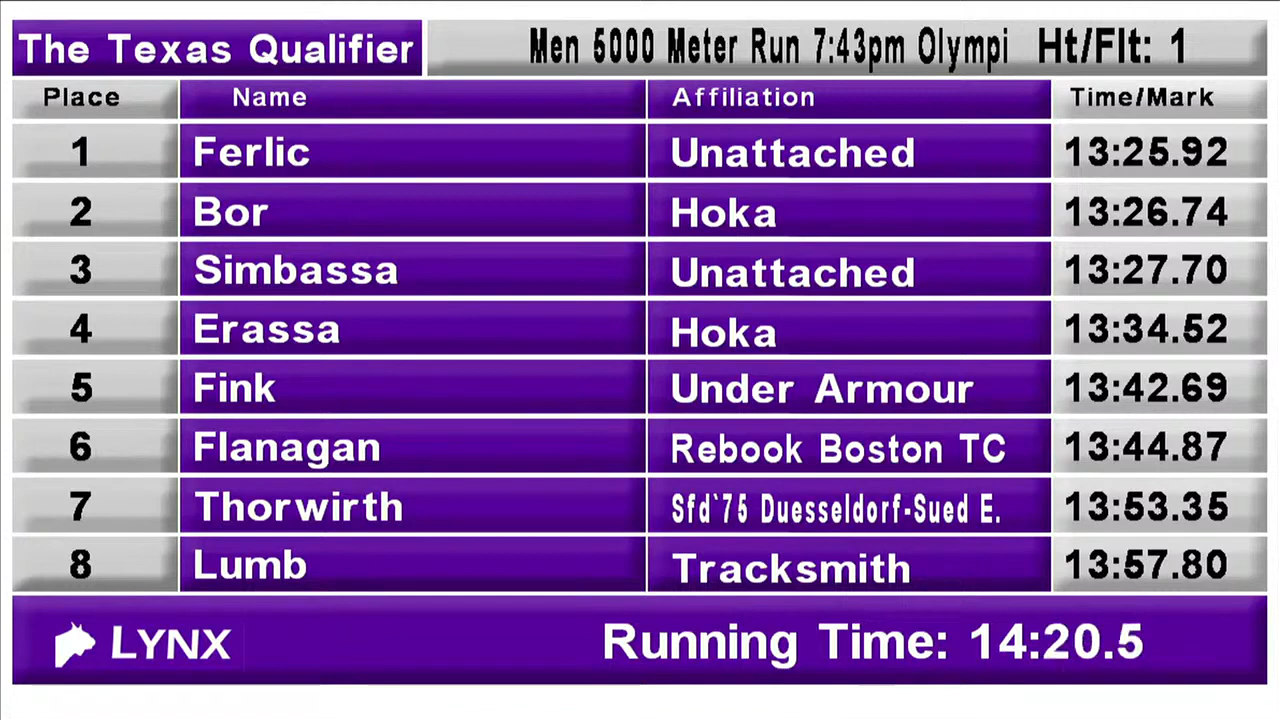 The Texas Qualifier Men 5000 Meter Run 7:43pm Olympi Ht/Flt: 1
Place Name Affiliation Time/Mark
1 Ferlic Unattached 13:25.92
2 Bor Hoka 13:26.74
3 Simbassa Unattached 13:27.70
4 Erassa Hoka 13:34.52
5 Fink Under Armour 13:42.69
6 Flanagan Rebook Boston TC 13:44.87
7 Thorwirth Sfd`75 Duesseldorf-Sued E. 13:53.35
8 Lumb Tracksmith 13:57.80
LYNX Running Time: 14:20.5